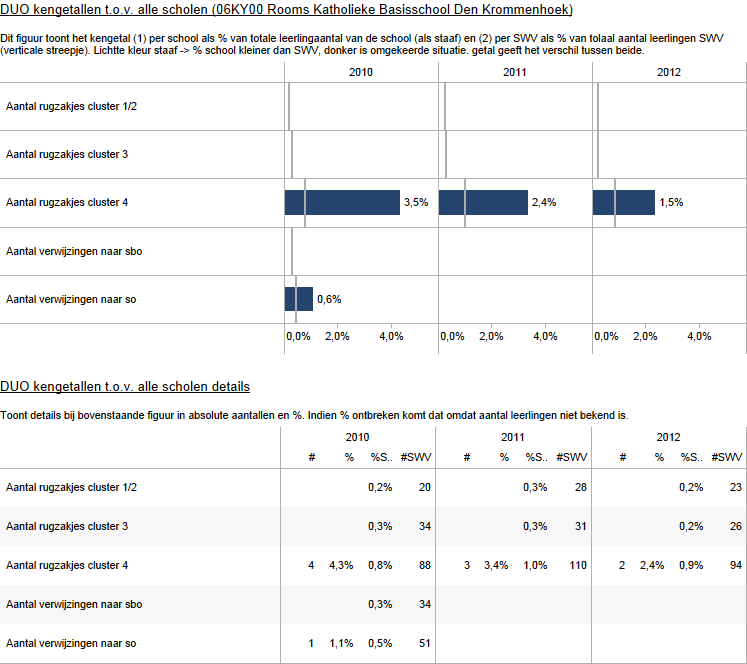 DUO kengetallen t.o.v. alle scholen (06KY00 Rooms Katholieke Basisschool Den Krommenhoek)
Dit figuur toont het kengetal (1) per school als % van totale leerlingaantal van de school (als staaf) en (2) per SWV als % van tolaal aantal leerlingen SWV
(verticale streepje). Lichtte kleur staaf -> % school kleiner dan SWV, donker is omgekeerde situatie. getal geeft het verschil tussen beide.
2010 2011 2012
Aantal rugzakjes cluster 1/2
Aantal rugzakjes cluster 3
Aantal rugzakjes cluster 4 3,5% 2,4% 1,5%
Aantal verwijzingen naar sbo
Aantal verwijzingen naar so 0,6%
0,0% 2,0% 4,0% 0,0% 2,0% 4,0% 0,0% 2,0% 4,0%
DUO kengetallen t.o.v. alle scholen details
Toont details bij bovenstaande figuur in absolute aantallen en %. Indien % ontbreken komt dat omdat aantal leerlingen niet bekend is.
2010 2011 2012
# % %S.. #SWV # % %S.. #SWV # % %S.. #SWV
Aantal rugzakjes cluster 1/2 0,2% 20 0,3% 28 0,2% 23
Aantal rugzakjes cluster 3 0,3% 34 0,3% 31 0,2% 26
Aantal rugzakjes cluster 4 4 4,3% 0,8% 88 3 3,4% 1,0% 110 2 2,4% 0,9% 94
Aantal verwijzingen naar sbo 0,3% 34
Aantal verwijzingen naar so 1 1,1% 0,5% 51